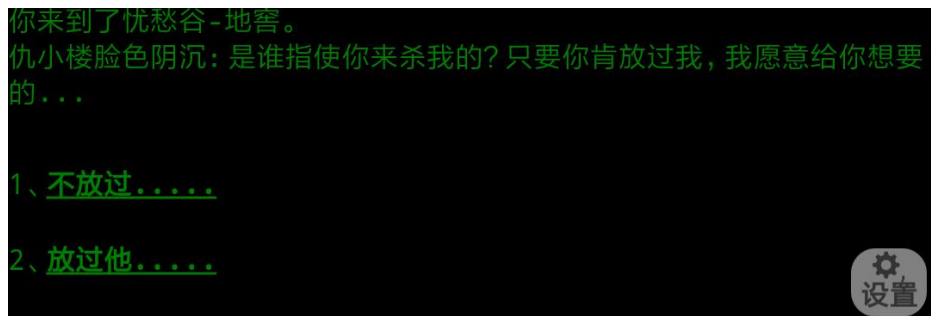 你来到了忧愁谷-地窖。
仇小楼脸色阴沉: 是谁指使你来杀我的? 只要你肯放过我, 我愿意给你想要
的...
1、不放过.....
2、放过他.....
设置